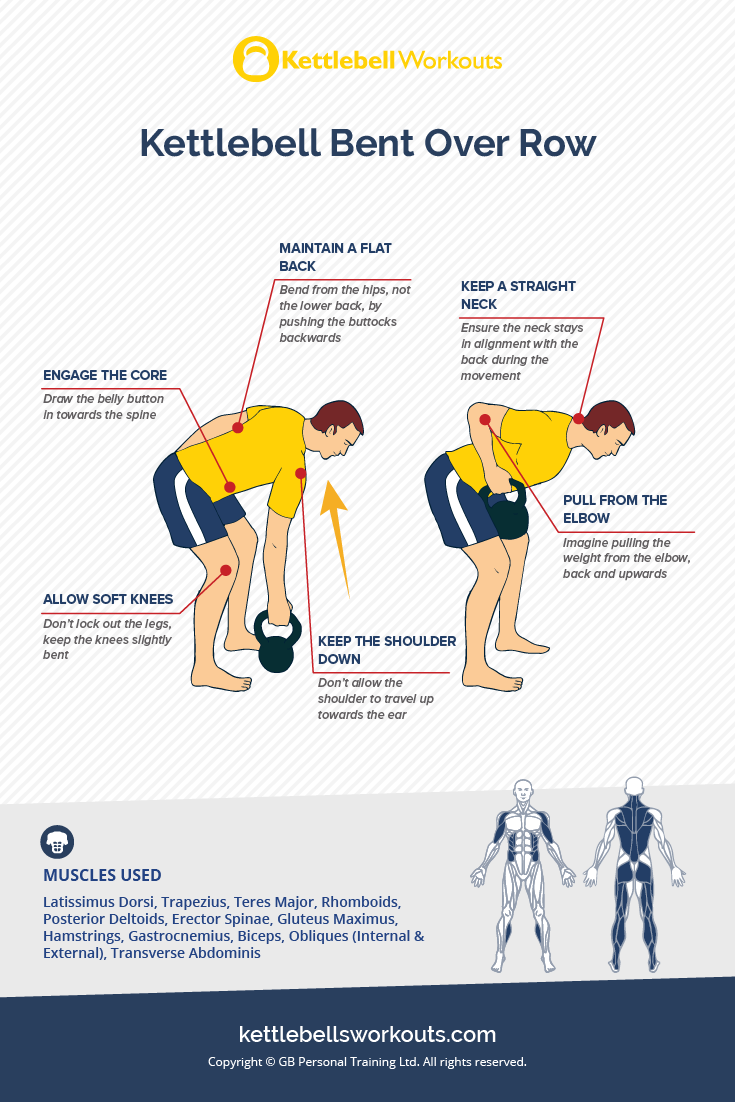 Kettlebell Workouts
Kettlebell Bent Over Row
MAINTAIN A FLAT
BACK
Bend from the hips, not
the lower back, by
pushing the buttocks
backwards
KEEP A STRAIGHT
NECK
Ensure the neck stays
in alignment with the
back during the
movement
ENGAGE THE CORE
Draw the belly button
in towards the spine
PULL FROM THE
ELBOW
Imagine pulling the
weight from the elbow,
back and upwards
ALLOW SOFT KNEES
Don't lock out the legs,
keep the knees slightly
bent
KEEP THE SHOULDER
DOWN
Don't allow the
shoulder to travel up
towards the ear
MUSCLES USED
Latissimus Dorsi, Trapezius, Teres Major, Rhomboids,
Posterior Deltoids, Erector Spinae, Gluteus Maximus,
Hamstrings, Gastrocnemius, Biceps, Obliques (Internal &
External), Transverse Abdominis
kettlebellsworkouts.com
Copyright © GB Personal Training Ltd. All rights reserved.